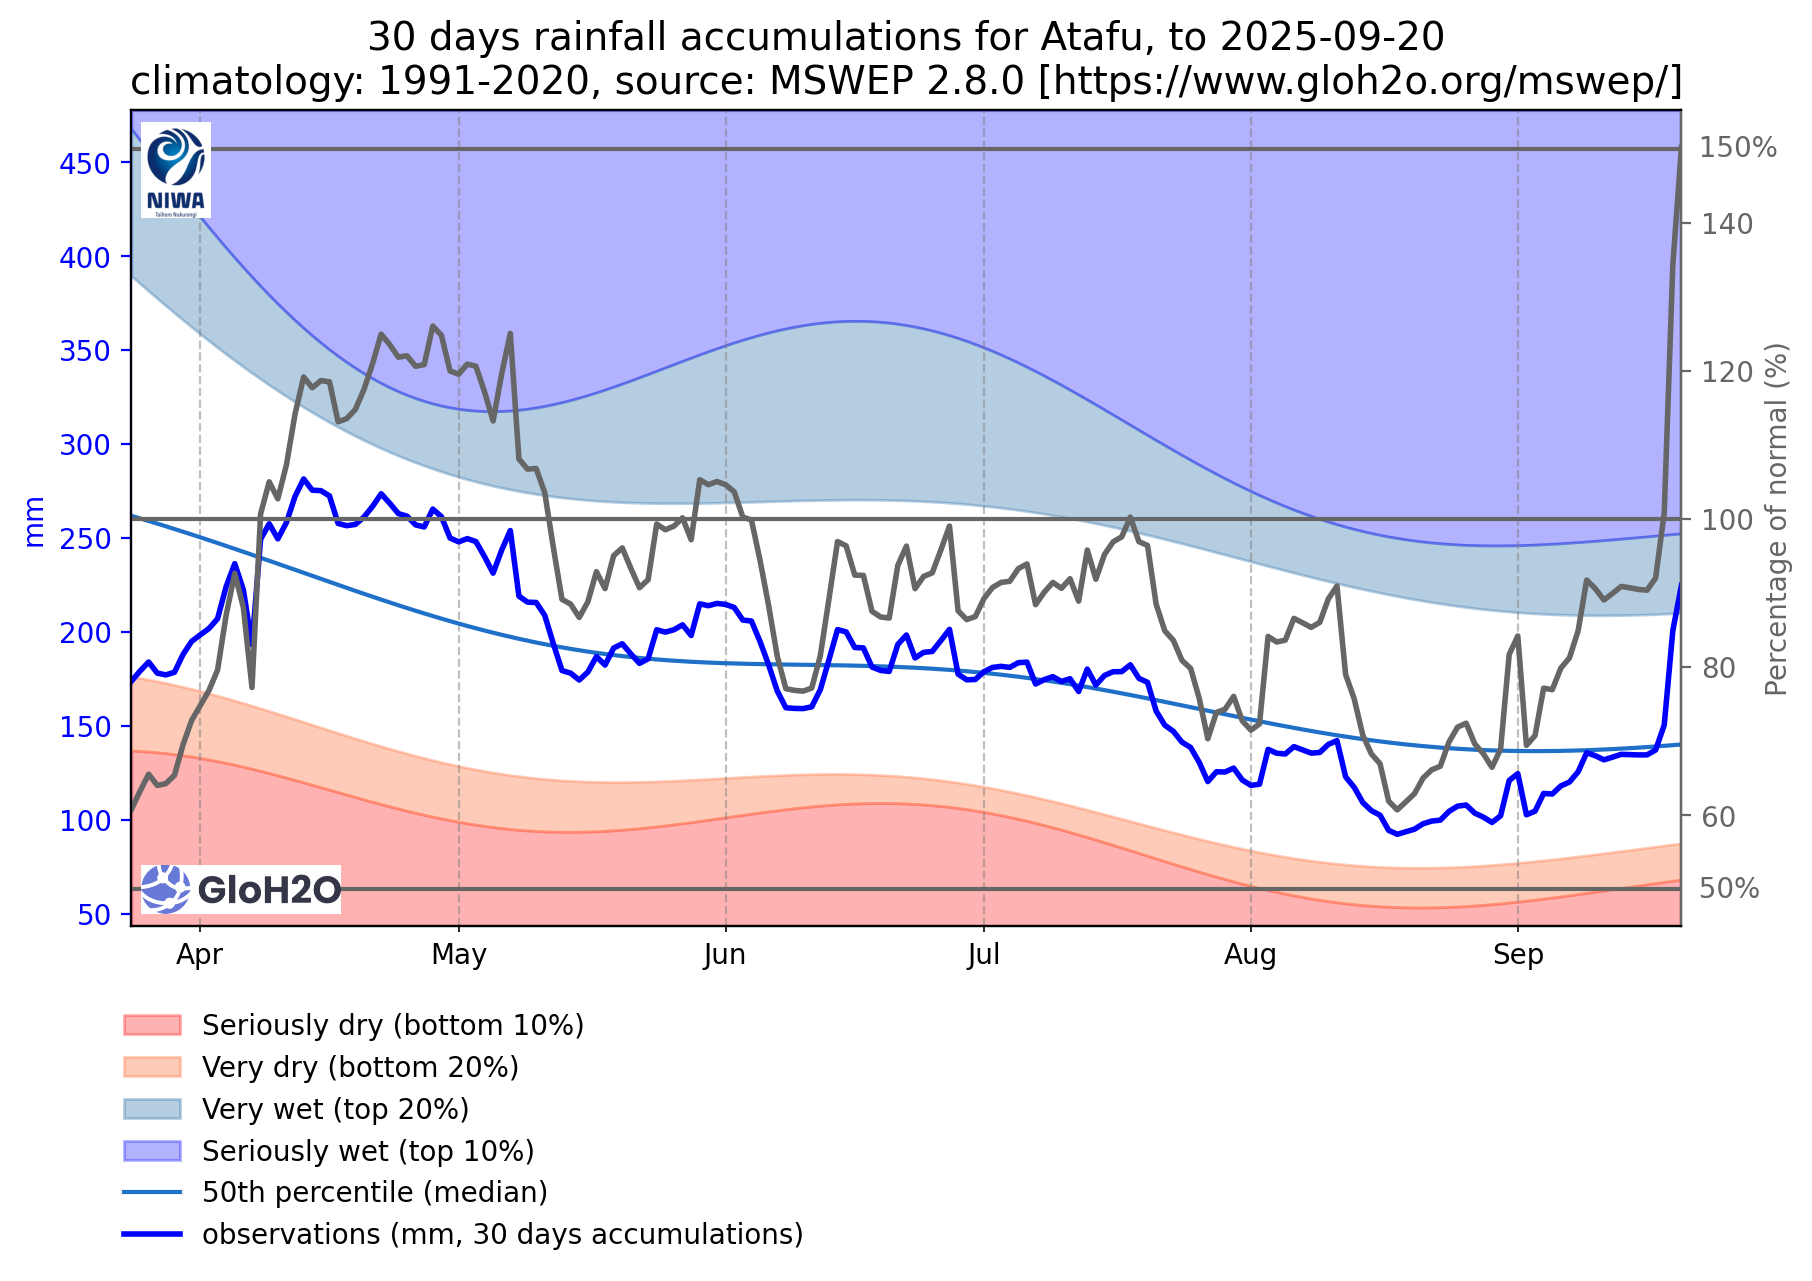 30 days rainfall accumulations for Atafu, to 2025-09-20
climatology: 1991-2020, source: MSWEP 2.8.0 [https://www.gloh2o.org/mswep/]
NIWA
Taihoro Nukurangi
GloH2O
mm
450
400
350
300
250
200
150
100
50
150%
140
120
100
80
60
50%
Percentage of normal (%)
Apr May Jun Jul Aug Sep
Seriously dry (bottom 10%)
Very dry (bottom 20%)
Very wet (top 20%)
Seriously wet (top 10%)
50th percentile (median)
observations (mm, 30 days accumulations)